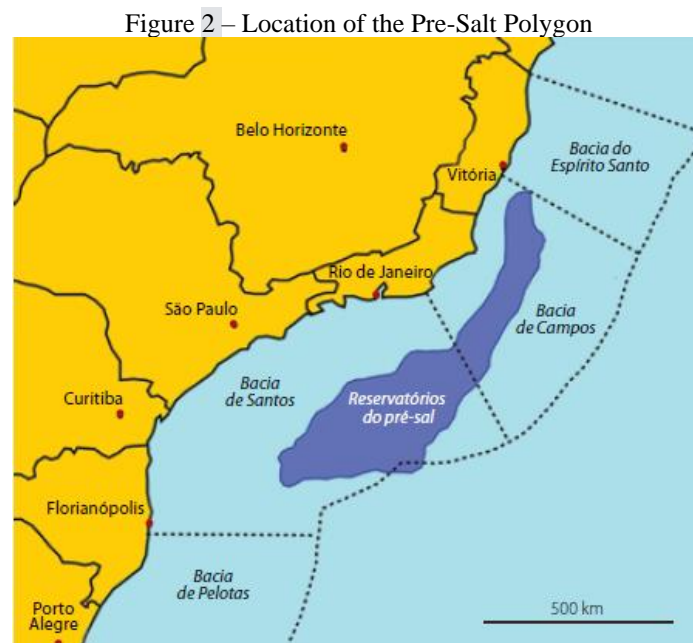 Figure 2 – Location of the Pre-Salt Polygon
Belo Horizonte
Bacia do
Espírito Santo
Vitória
Rio de Janeiro
São Paulo
Bacia
de Campos
Bacia
de Santos
Reservatórios
do pré-sal
Curitiba
Florianópolis
Bacia
de Pelotas
Porto
Alegre
500 km